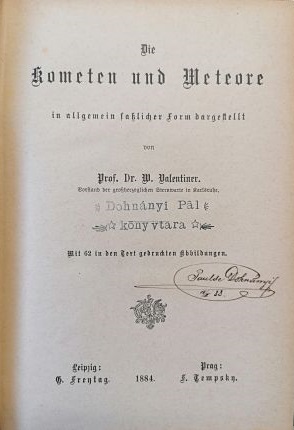 Die
Kometen und Meteore
in allgemein faßlicher Form dargestellt
von
Prof. Dr. W. Valentiner.
Vorstand der großherzoglichen Sternwarte in Karlsruhe.
Dohnányi Pál
könyvtára
Mit 62 in den Text gedruckten Abbildungen.
Dohnányi
Leipzig: Prag:
G. Freytag. 1884. F. Tempsky.